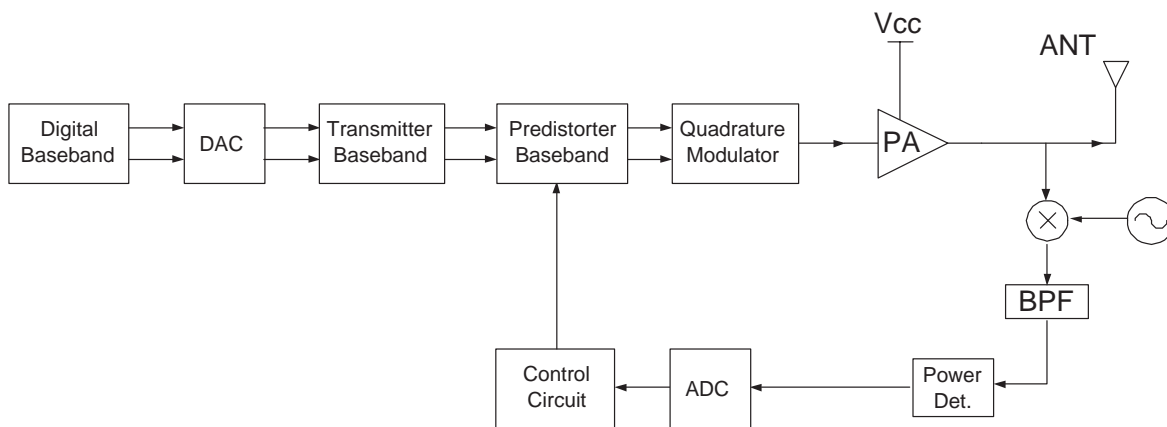 Vcc
ANT
Digital
Baseband
DAC
Transmitter
Baseband
Predistorter
Baseband
Quadrature
Modulator
PA
BPF
Control
Circuit
ADC
Power
Det.